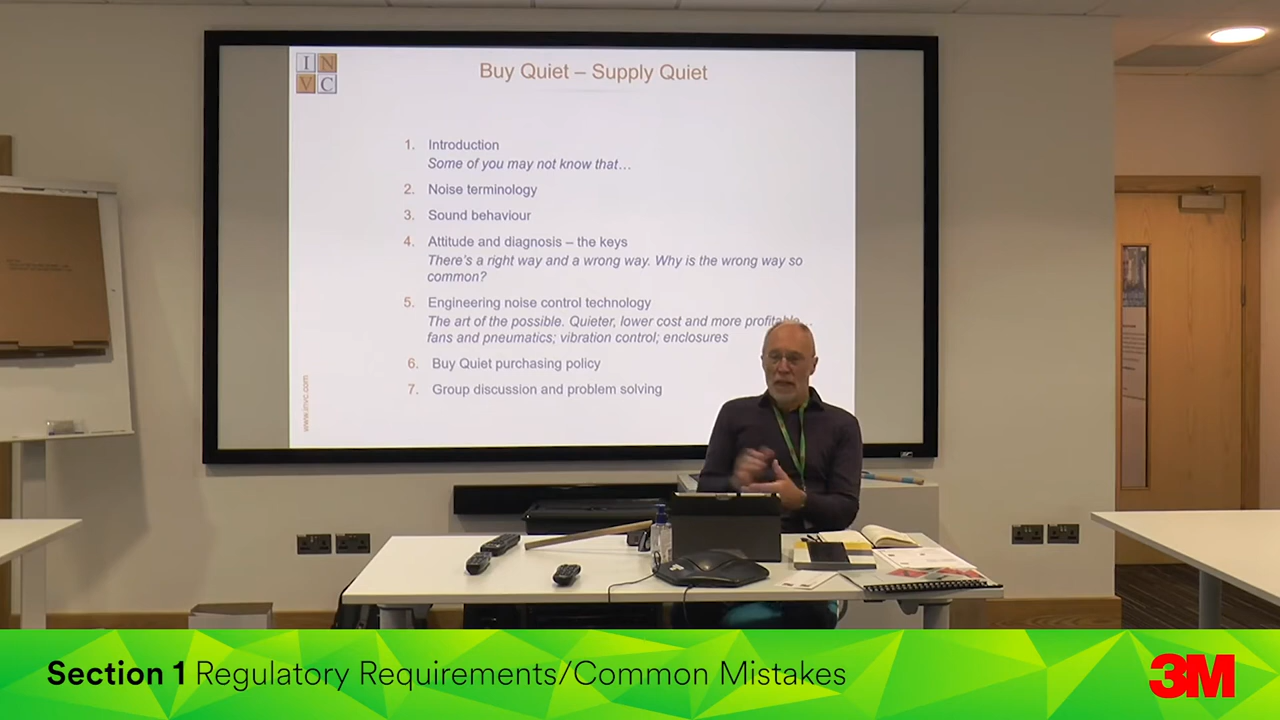 I N
V C
Buy Quiet – Supply Quiet
1. Introduction
Some of you may not know that…
2. Noise terminology
3. Sound behaviour
4. Attitude and diagnosis – the keys
There's a right way and a wrong way. Why is the wrong way so
common?
5. Engineering noise control technology
The art of the possible. Quieter, lower cost and more profitable…
fans and pneumatics; vibration control; enclosures
6. Buy Quiet purchasing policy
7. Group discussion and problem solving
www.invc.com
Section 1 Regulatory Requirements/Common Mistakes
3M